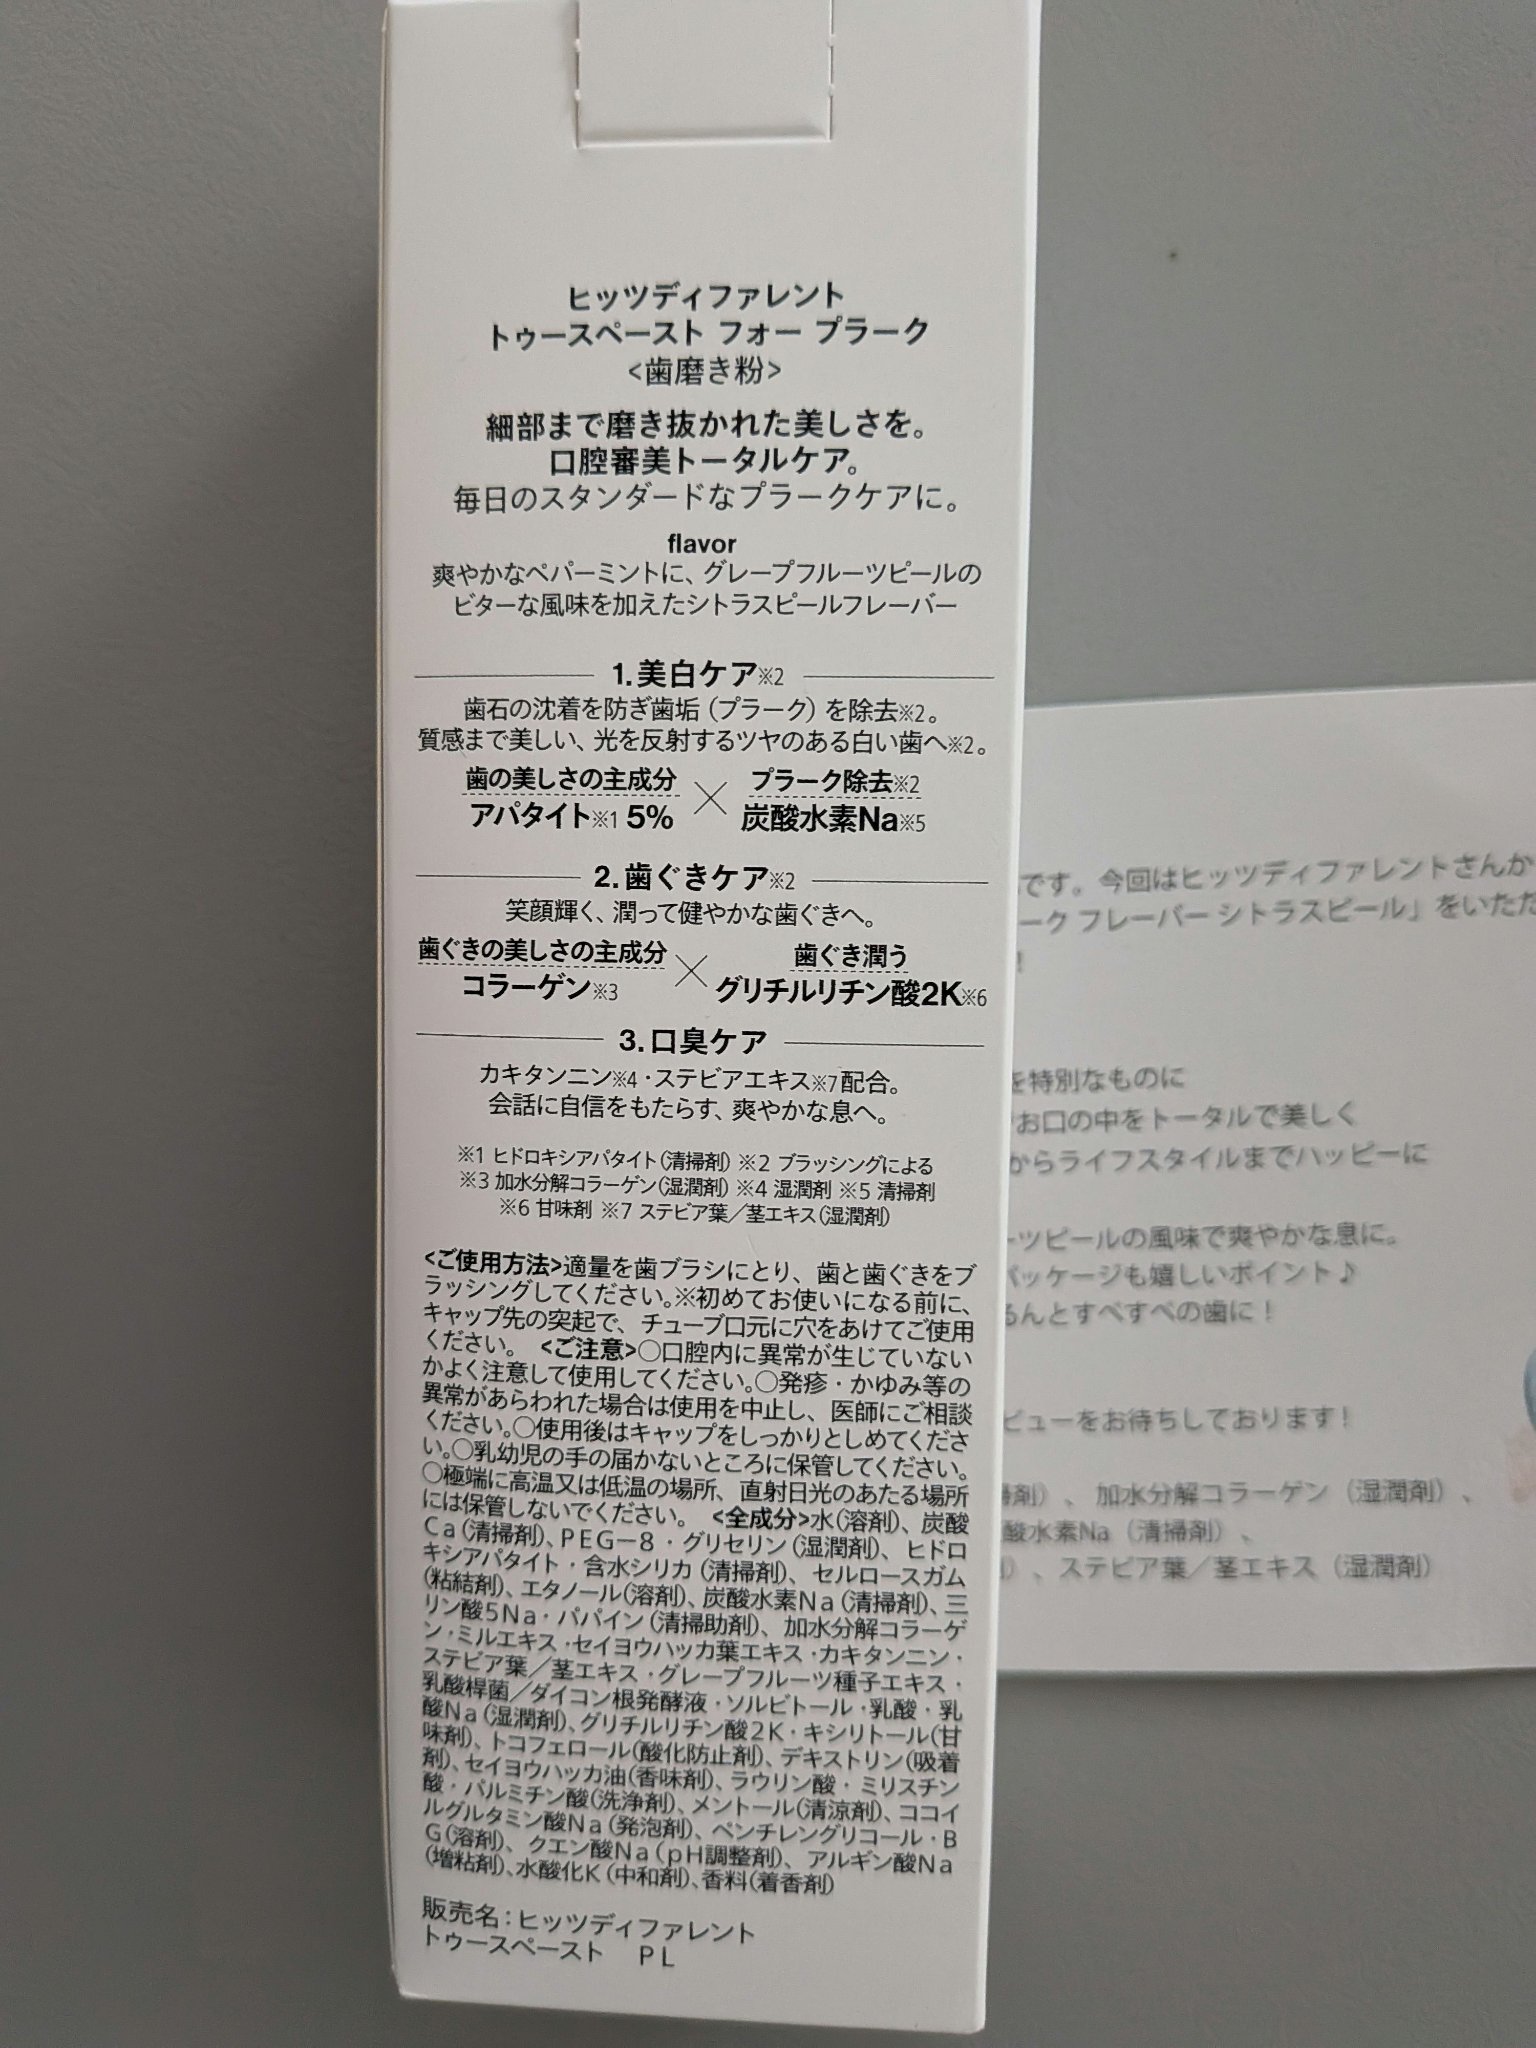 ヒッツディファレント
トゥースペースト フォー プラーク
<歯磨き粉>
細部まで磨き抜かれた美しさを。
口腔審美トータルケア。
毎日のスタンダードなプラークケアに。
flavor
爽やかなペパーミントに、グレープフルーツピールの
ビターな風味を加えたシトラスピールフレーバー
1.美白ケア※2
歯石の沈着を防ぎ歯垢（プラーク）を除去※2。
質感まで美しい、光を反射するツヤのある白い歯へ※2。
歯の美しさの主成分 × プラーク除去※2
アパタイト※1 5% 炭酸水素Na※5
2.歯ぐきケア※2
笑顔輝く、潤って健やかな歯ぐきへ。
歯ぐきの美しさの主成分 × 歯ぐき潤う
コラーゲン※3 グリチルリチン酸2K※6
3.口臭ケア
カキタンニン※4・ステビアエキス※7配合。
会話に自信をもたらす、爽やかな息へ。
※1 ヒドロキシアパタイト（清掃剤）※2 ブラッシングによる
※3 加水分解コラーゲン（湿潤剤）※4 湿潤剤 ※5 清掃剤
※6 甘味剤 ※7 ステビア葉／茎エキス（湿潤剤）
<ご使用方法>適量を歯ブラシにとり、歯と歯ぐきをブ
ラッシングしてください。※初めてお使いになる前に、
キャップ先の突起で、チューブ口元に穴をあけてご使用
ください。 <ご注意>○口腔内に異常が生じていない
かよく注意して使用してください。○発疹・かゆみ等の
異常があらわれた場合は使用を中止し、医師にご相談
ください。○使用後はキャップをしっかりとしめてくださ
い。○乳幼児の手の届かないところに保管してください。
○極端に高温又は低温の場所、直射日光のあたる場所
には保管しないでください。 <全成分>水（溶剤）、炭酸
Ca（清掃剤）、PEG－8・グリセリン（湿潤剤）、ヒドロ
キシアパタイト・含水シリカ（清掃剤）、セルロースガム
（粘結剤）、エタノール（溶剤）、炭酸水素Na（清掃剤）、三
リン酸5Na・パパイン（清掃助剤）、加水分解コラーゲ
ン・ミルエキス・セイヨウハッカ葉エキス・カキタンニン・
ステビア葉／茎エキス・グレープフルーツ種子エキス・
乳酸桿菌／ダイコン根発酵液・ソルビトール・乳酸・乳
酸Na（湿潤剤）、グリチルリチン酸2K・キシリトール（甘
味剤）、トコフェロール（酸化防止剤）、デキストリン（吸着
剤）、セイヨウハッカ油（香味剤）、ラウリン酸・ミリスチン
酸・パルミチン酸（洗浄剤）、メントール（清涼剤）、ココイ
ルグルタミン酸Na（発泡剤）、ペンチレングリコール・B
G（溶剤）、クエン酸Na（pH調整剤）、アルギン酸Na
（増粘剤）、水酸化K（中和剤）、香料（着香剤）
販売名：ヒッツディファレント
トゥースペースト PL
です。今回はヒッツディファレントさんか
ーク フレーバー シトラスピール」をいただ
！
を特別なものに
お口の中をトータルで美しく
からライフスタイルまでハッピーに
ーツピールの風味で爽やかな息に。
パッケージも嬉しいポイント♪
るんとすべすべの歯に！
ビューをお待ちしております！
剤）、加水分解コラーゲン（湿潤剤）、
酸水素Na（清掃剤）、
）、ステビア葉／茎エキス（湿潤剤）